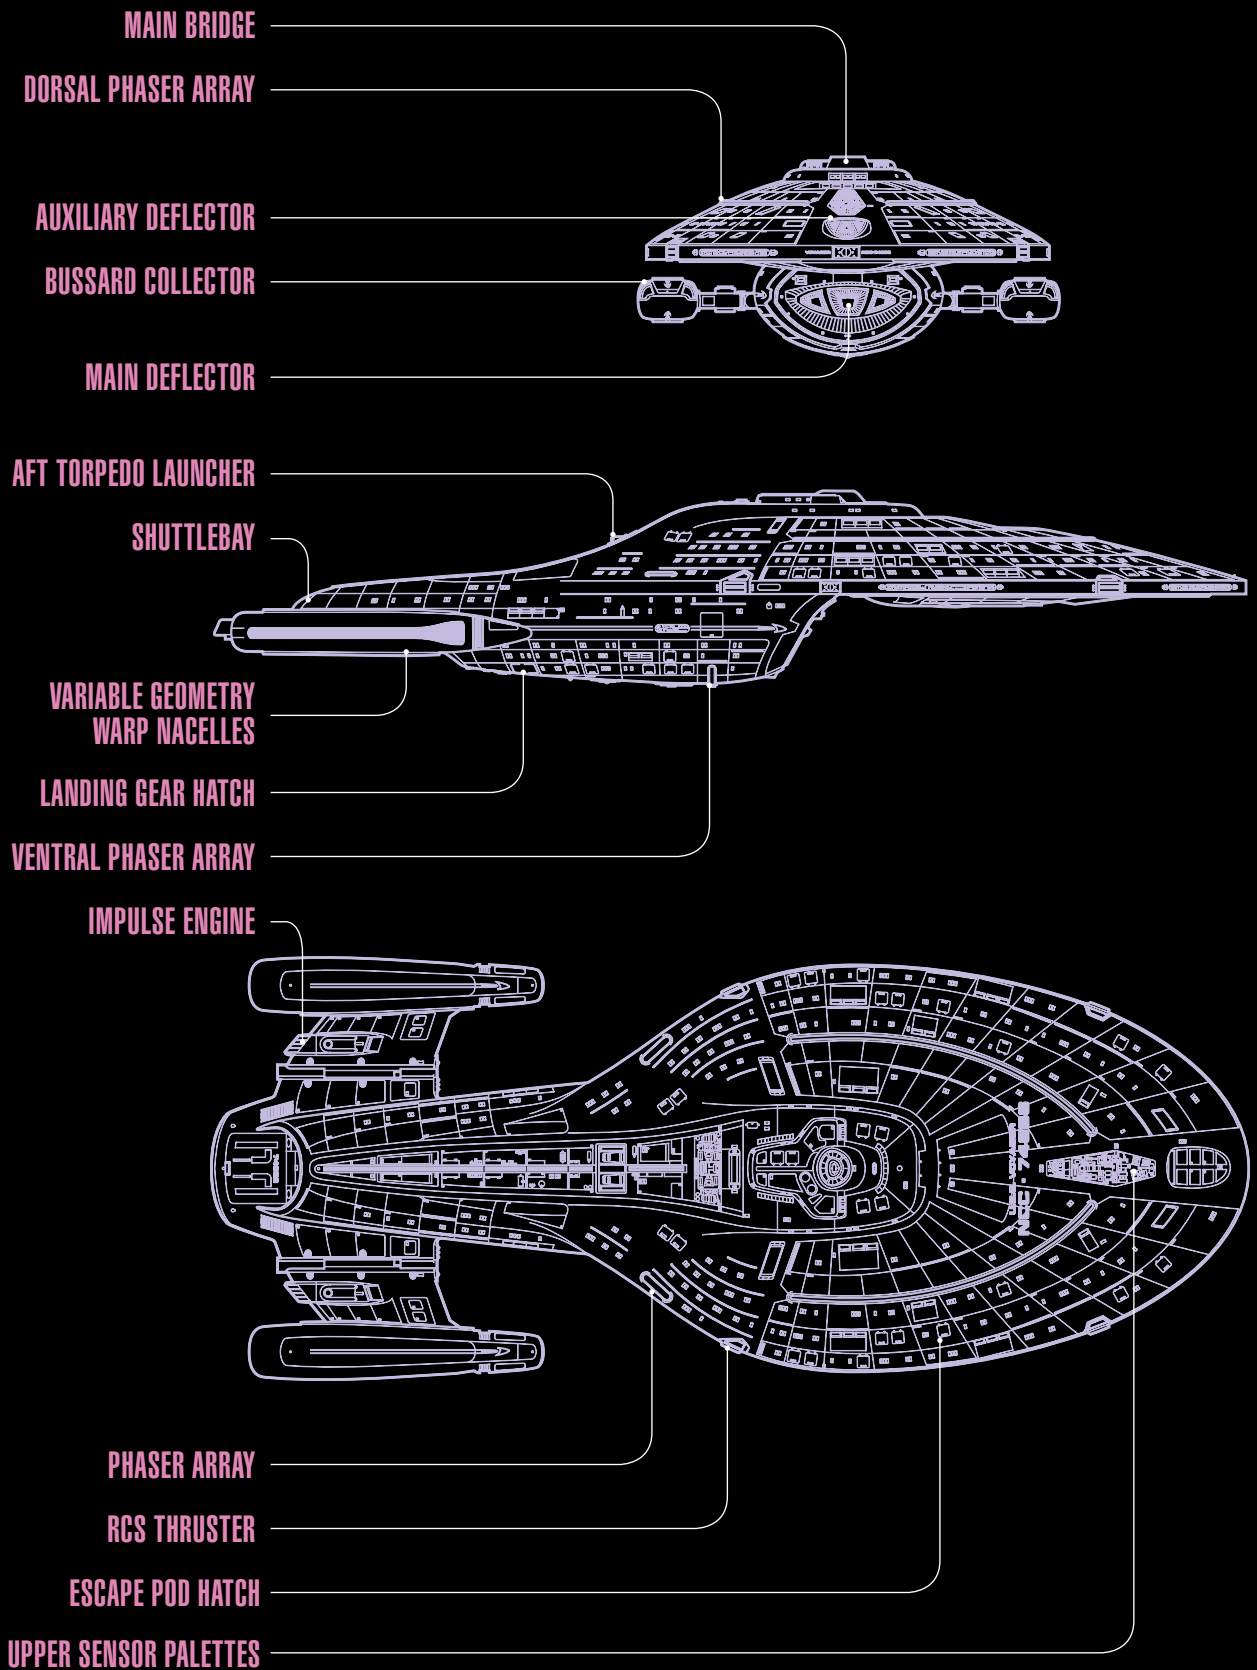 MAIN BRIDGE
DORSAL PHASER ARRAY
AUXILIARY DEFLECTOR
BUSSARD COLLECTOR
MAIN DEFLECTOR
AFT TORPEDO LAUNCHER
SHUTTLEBAY
VARIABLE GEOMETRY
WARP NACELLES
LANDING GEAR HATCH
VENTRAL PHASER ARRAY
IMPULSE ENGINE
PHASER ARRAY
RCS THRUSTER
ESCAPE POD HATCH
UPPER SENSOR PALETTES